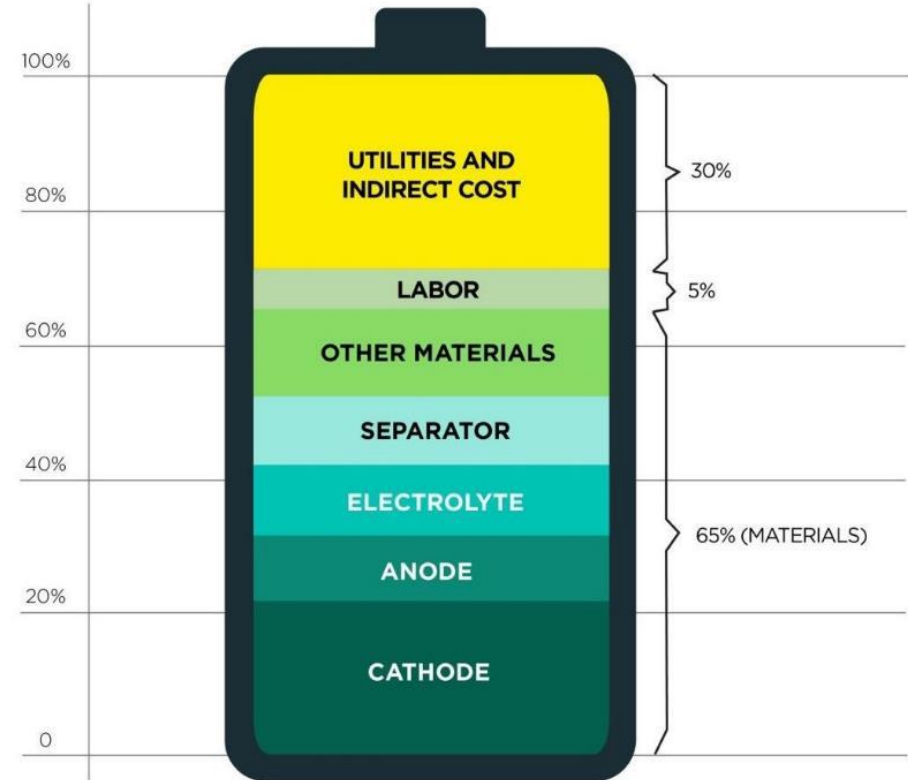 100%
UTILITIES AND
INDIRECT COST
30%
80%
LABOR
5%
60%
OTHER MATERIALS
SEPARATOR
40%
ELECTROLYTE
65% (MATERIALS)
ANODE
20%
CATHODE
0